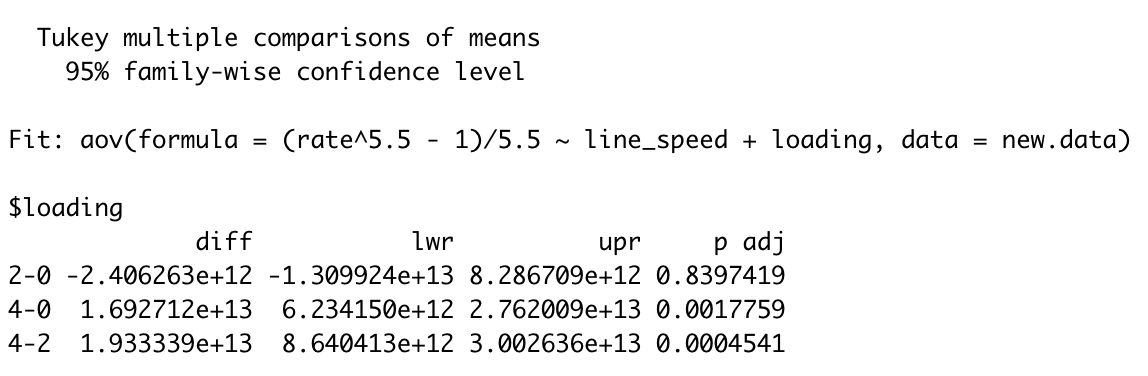 Tukey multiple comparisons of means
95% family-wise confidence level
Fit: aov(formula = (rate^5.5 - 1)/5.5 ~ line_speed + loading, data = new.data)
$loading
diff lwr upr p adj
2-0 -2.406263e+12 -1.309924e+13 8.286709e+12 0.8397419
4-0 1.692712e+13 6.234150e+12 2.762009e+13 0.0017759
4-2 1.933339e+13 8.640413e+12 3.002636e+13 0.0004541